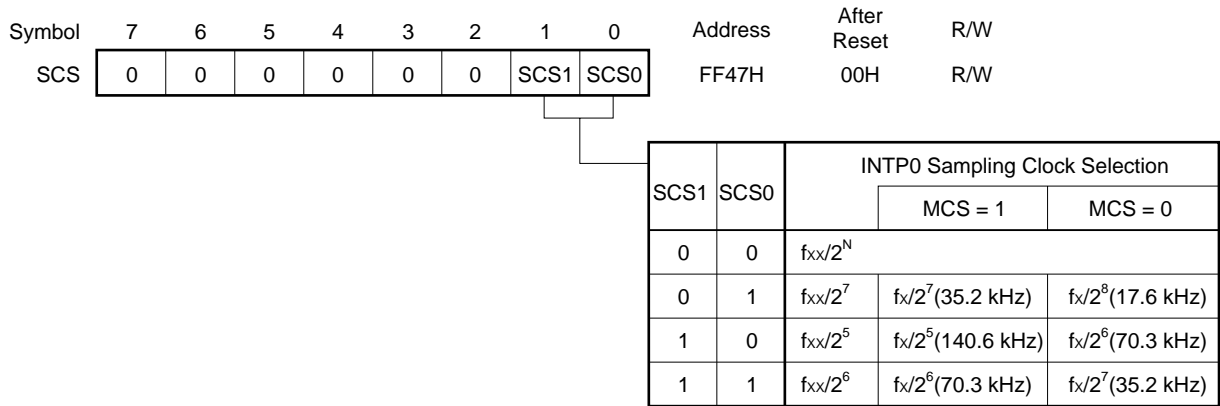 Symbol 7 6 5 4 3 2 1 0 Address After Reset R/W
SCS 0 0 0 0 0 0 SCS1 SCS0 FF47H 00H R/W
SCS1 SCS0 INTP0 Sampling Clock Selection
MCS = 1 MCS = 0
0 0 fxx/2^N
0 1 fxx/2^7 fx/2^7(35.2 kHz) fx/2^8(17.6 kHz)
1 0 fxx/2^5 fx/2^5(140.6 kHz) fx/2^6(70.3 kHz)
1 1 fxx/2^6 fx/2^6(70.3 kHz) fx/2^7(35.2 kHz)